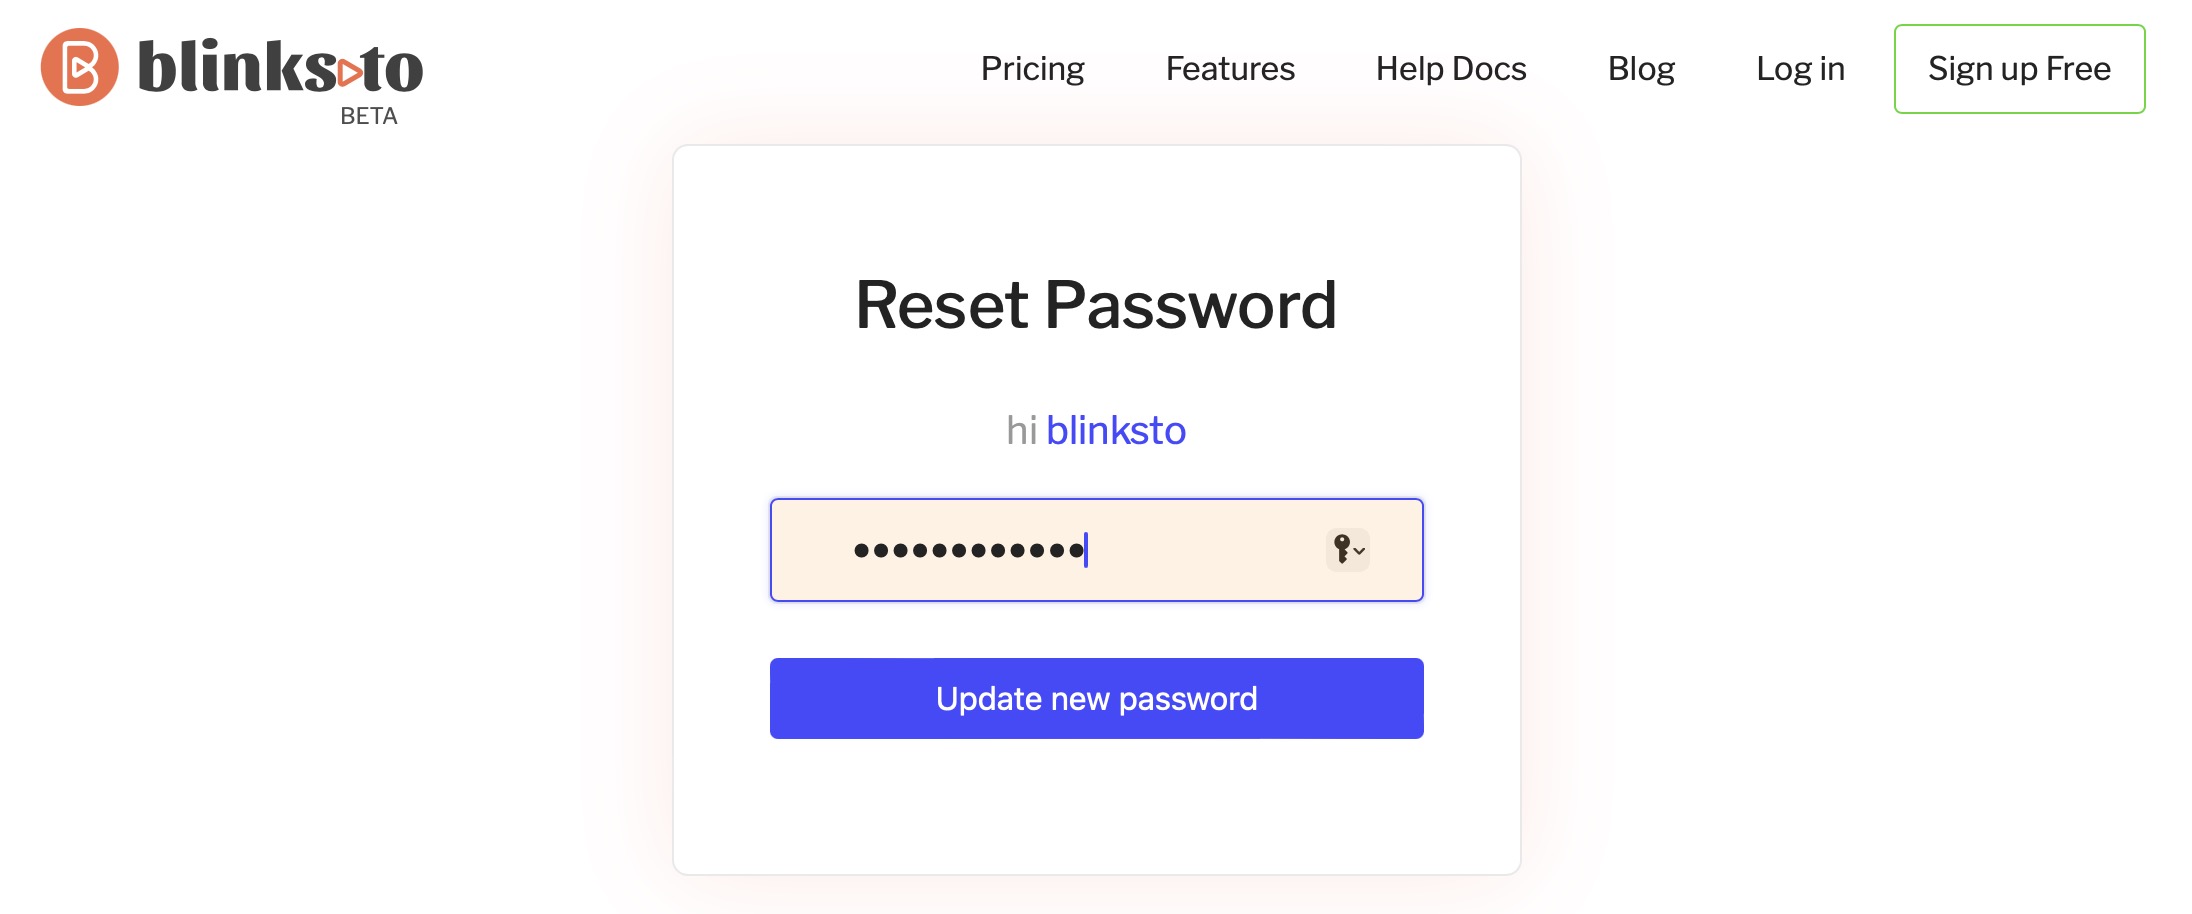 blinksto
BETA
Pricing Features Help Docs Blog Log in Sign up Free
Reset Password
hi blinksto
••••••••••••
Update new password